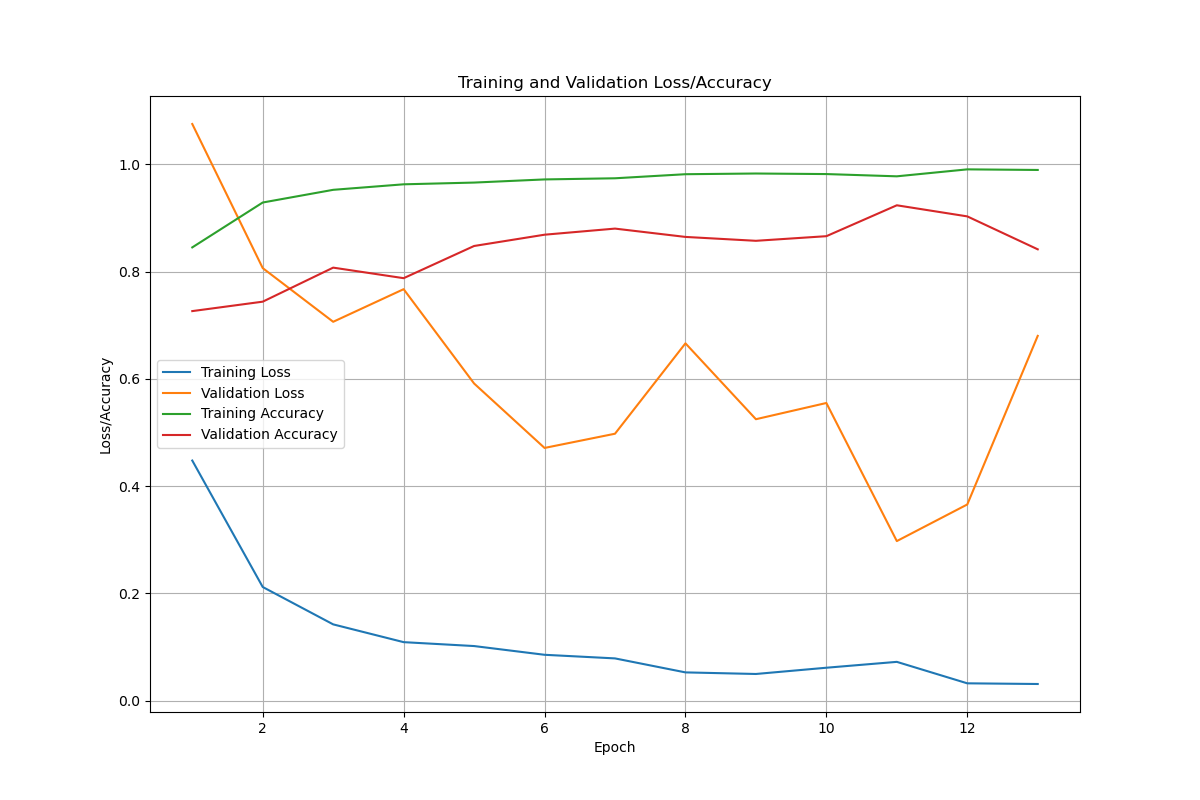 Training and Validation Loss/Accuracy
1.0
0.8
0.6
0.4
0.2
0.0
Loss/Accuracy
Training Loss
Validation Loss
Training Accuracy
Validation Accuracy
2 4 6 8 10 12
Epoch